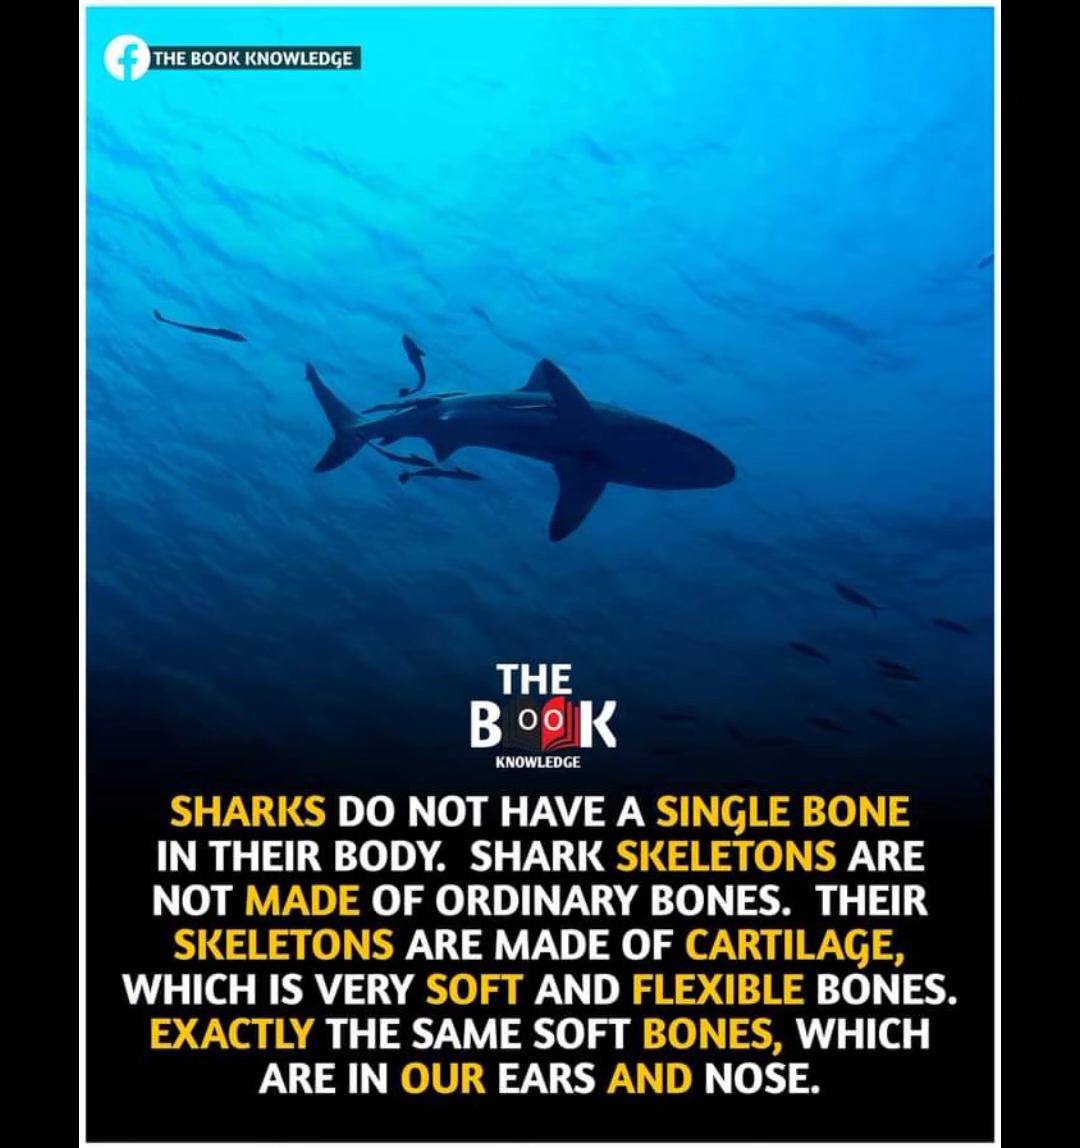 THE BOOK KNOWLEDGE
THE
BOOK
KNOWLEDGE
SHARKS DO NOT HAVE A SINGLE BONE
IN THEIR BODY. SHARK SKELETONS ARE
NOT MADE OF ORDINARY BONES. THEIR
SKELETONS ARE MADE OF CARTILAGE,
WHICH IS VERY SOFT AND FLEXIBLE BONES.
EXACTLY THE SAME SOFT BONES, WHICH
ARE IN OUR EARS AND NOSE.